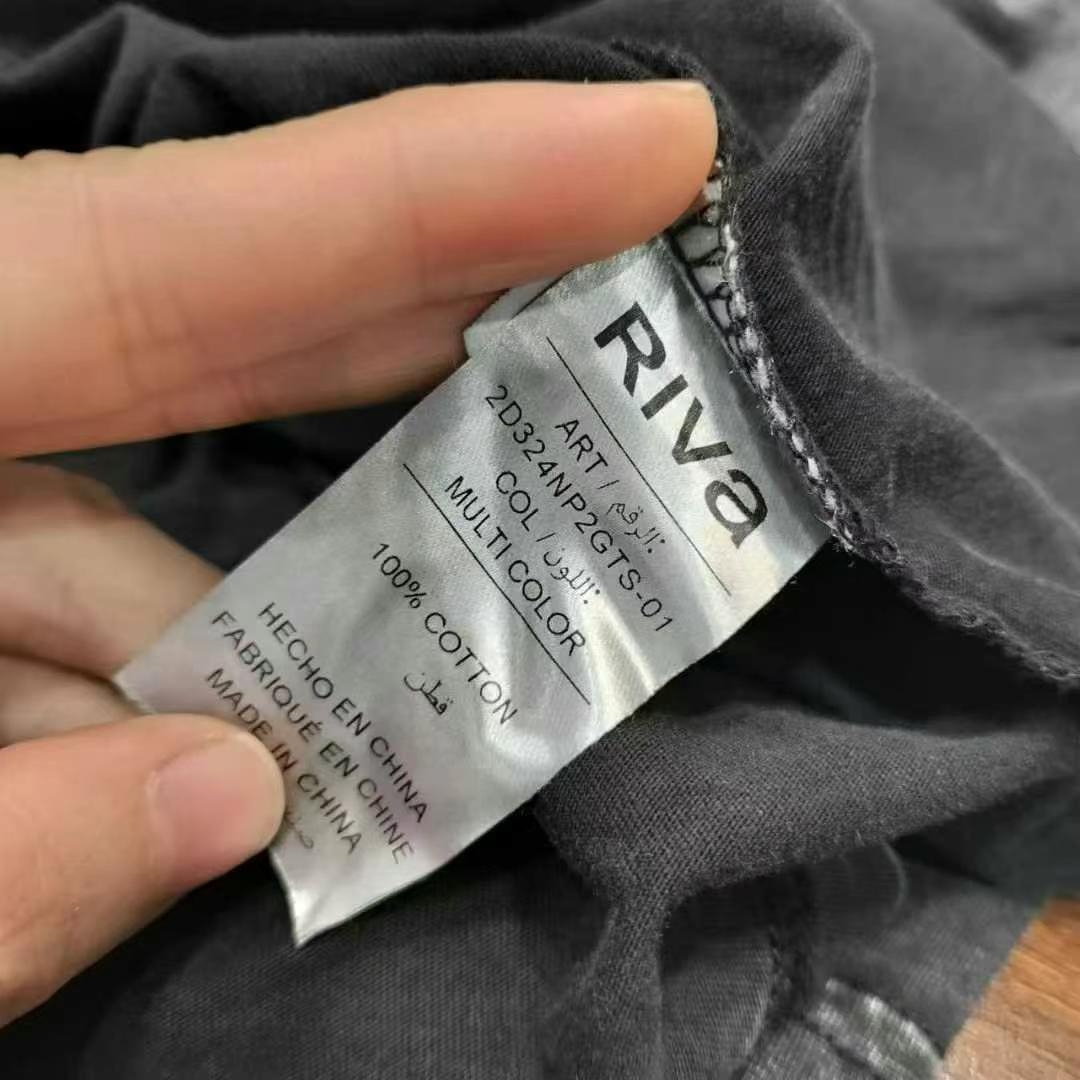 RIVa
ART / الرقم:
2D324NP2GTS-01
COL / اللون:
MULTI COLOR
100% COTTON
قطن
HECHO EN CHINA
FABRIQUÉ EN CHINE
MADE IN CHINA